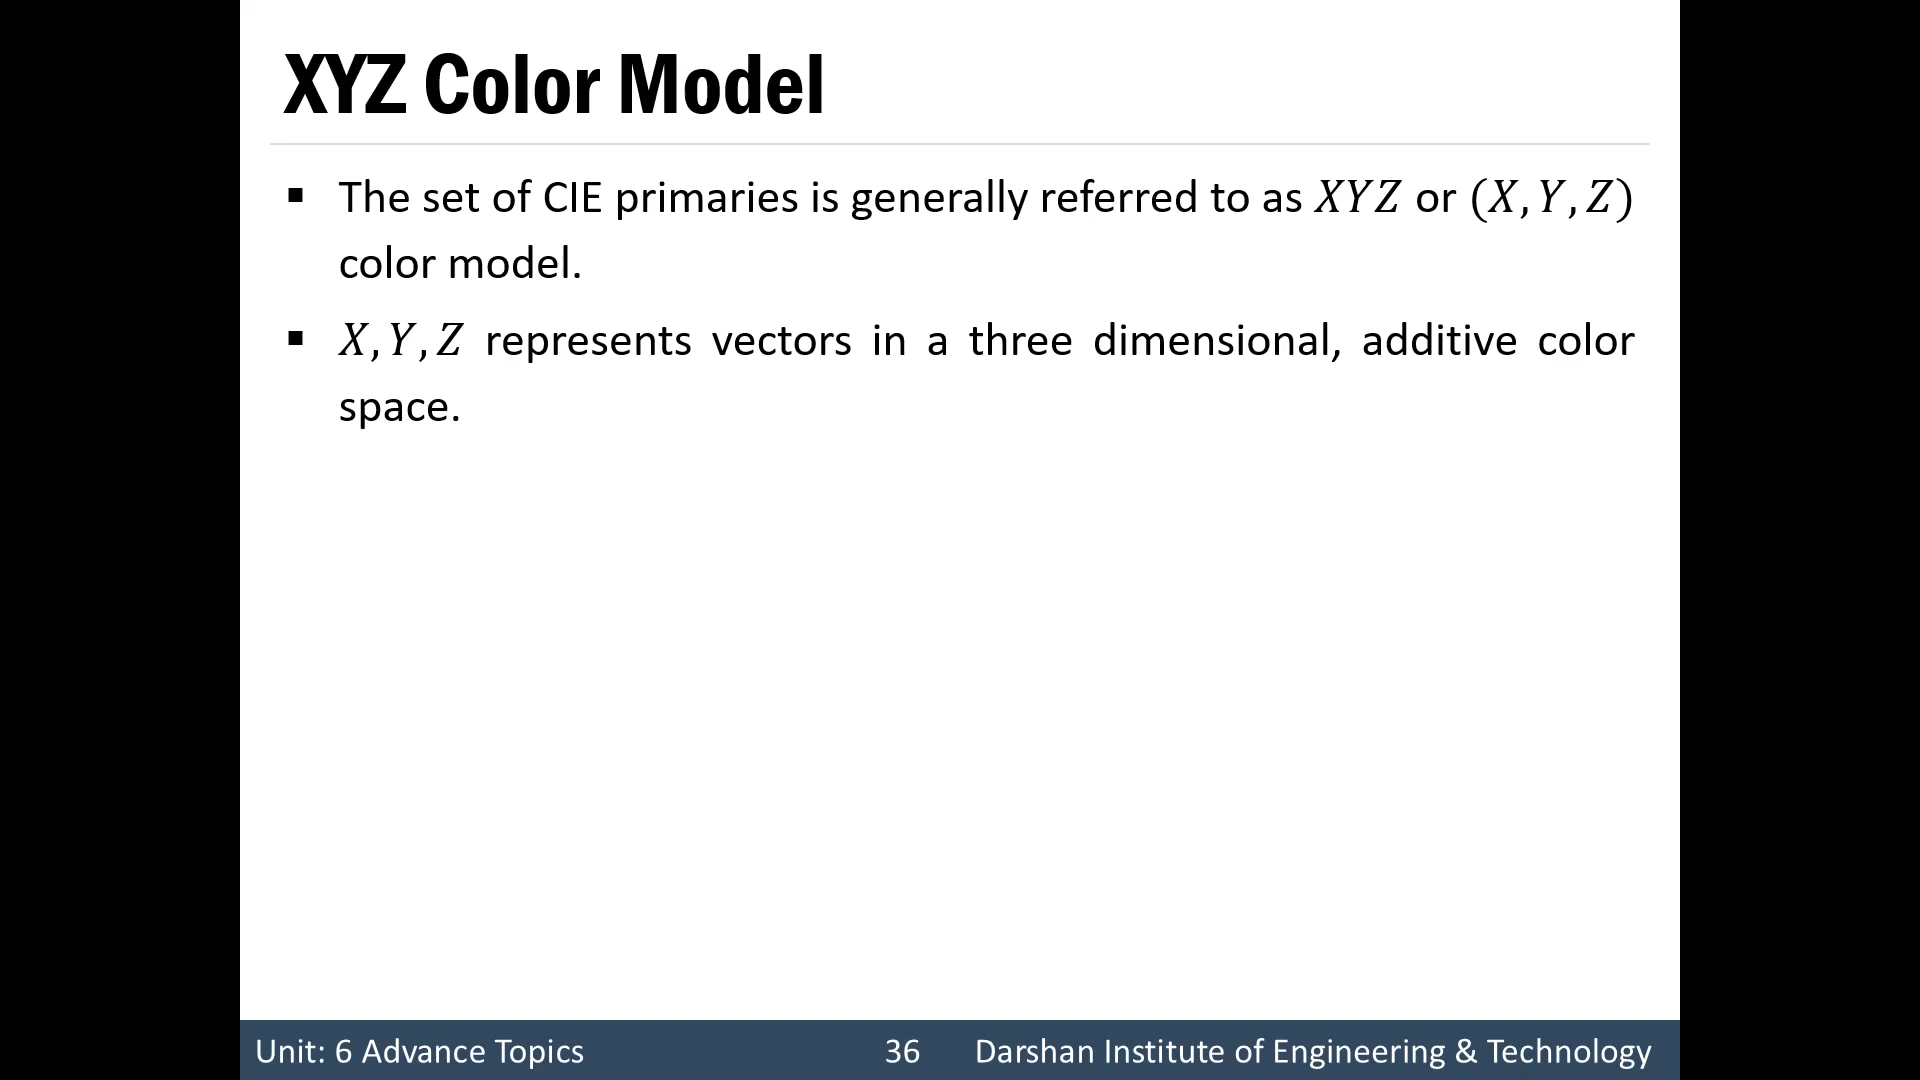 XYZ Color Model
▪ The set of CIE primaries is generally referred to as XYZ or (X, Y, Z)
color model.
▪ X, Y, Z represents vectors in a three dimensional, additive color
space.
Unit: 6 Advance Topics 36 Darshan Institute of Engineering & Technology